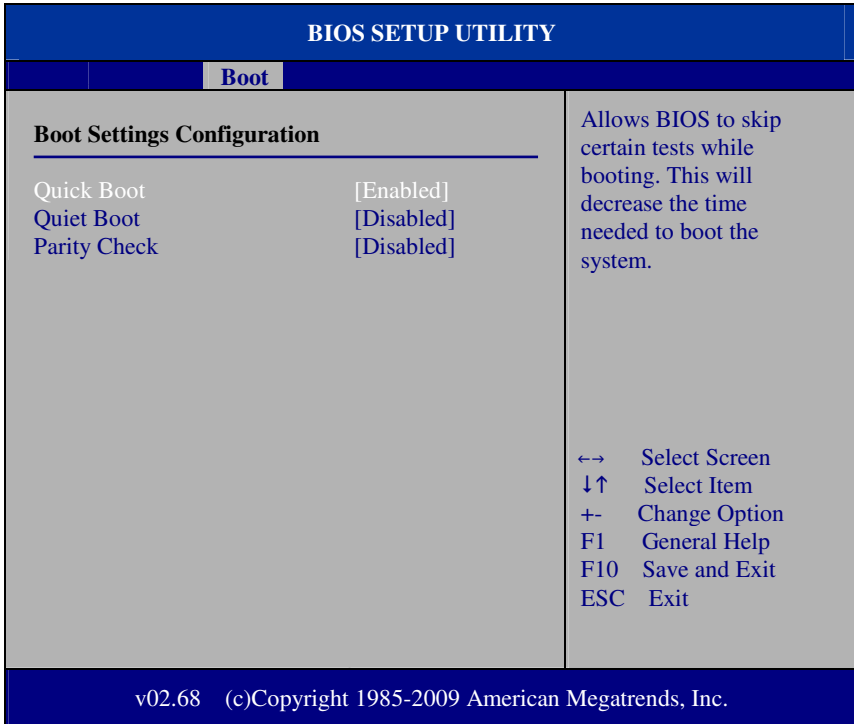 BIOS SETUP UTILITY
Boot
Boot Settings Configuration
Quick Boot [Enabled]
Quiet Boot [Disabled]
Parity Check [Disabled]
Allows BIOS to skip
certain tests while
booting. This will
decrease the time
needed to boot the
system.
←→ Select Screen
↓↑ Select Item
+- Change Option
F1 General Help
F10 Save and Exit
ESC Exit
v02.68 (c)Copyright 1985-2009 American Megatrends, Inc.